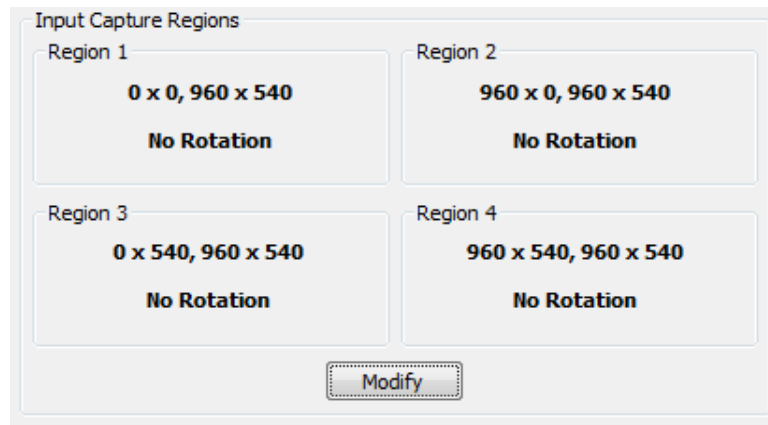 Input Capture Regions
Region 1
0 x 0, 960 x 540
No Rotation
Region 2
960 x 0, 960 x 540
No Rotation
Region 3
0 x 540, 960 x 540
No Rotation
Region 4
960 x 540, 960 x 540
No Rotation
Modify